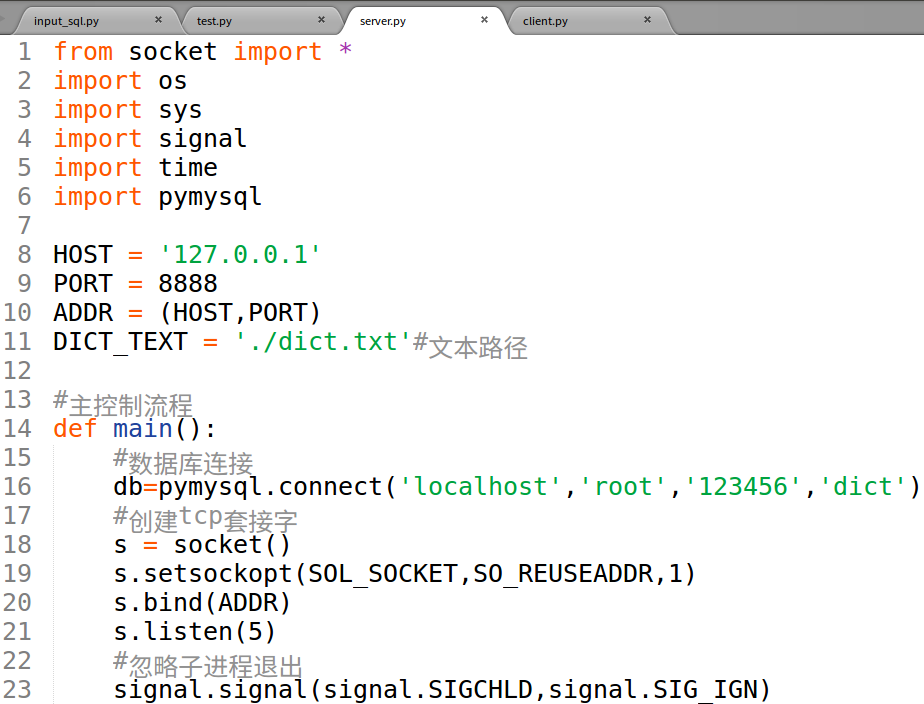 input_sql.py × test.py × server.py × client.py ×
1 from socket import *
2 import os
3 import sys
4 import signal
5 import time
6 import pymysql
7
8 HOST = '127.0.0.1'
9 PORT = 8888
10 ADDR = (HOST,PORT)
11 DICT_TEXT = './dict.txt'#文本路径
12
13 #主控制流程
14 def main():
15     #数据库连接
16     db=pymysql.connect('localhost','root','123456','dict')
17     #创建tcp套接字
18     s = socket()
19     s.setsockopt(SOL_SOCKET,SO_REUSEADDR,1)
20     s.bind(ADDR)
21     s.listen(5)
22     #忽略子进程退出
23     signal.signal(signal.SIGCHLD,signal.SIG_IGN)